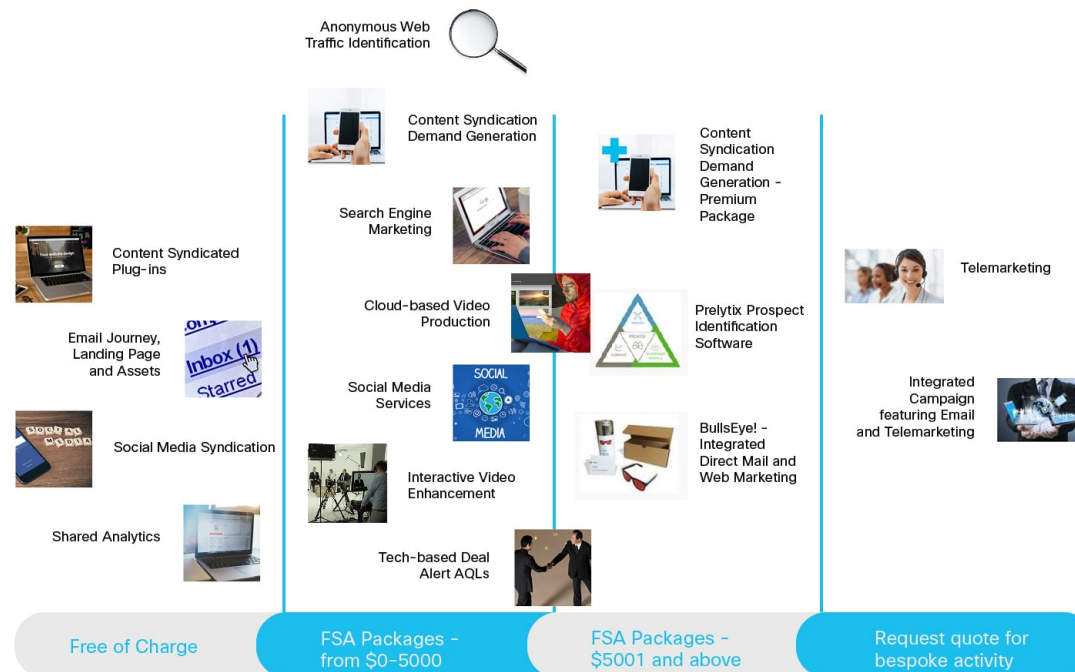 Anonymous Web
Traffic Identification
Content Syndication
Demand Generation
Search Engine
Marketing
Cloud-based Video
Production
Social Media
Services
SOCIAL
MEDIA
Interactive Video
Enhancement
Tech-based Deal
Alert AQLs
Content Syndicated
Plug-ins
Email Journey,
Landing Page
and Assets
Inbox (1)
Starred
SOCIAL
MEDIA
Social Media Syndication
Shared Analytics
Content
Syndication
Demand
Generation -
Premium
Package
Prelytix Prospect
Identification
Software
BullsEye! -
Integrated
Direct Mail and
Web Marketing
Telemarketing
Integrated
Campaign
featuring Email
and Telemarketing
Free of Charge
FSA Packages -
from $0-5000
FSA Packages -
$5001 and above
Request quote for
bespoke activity